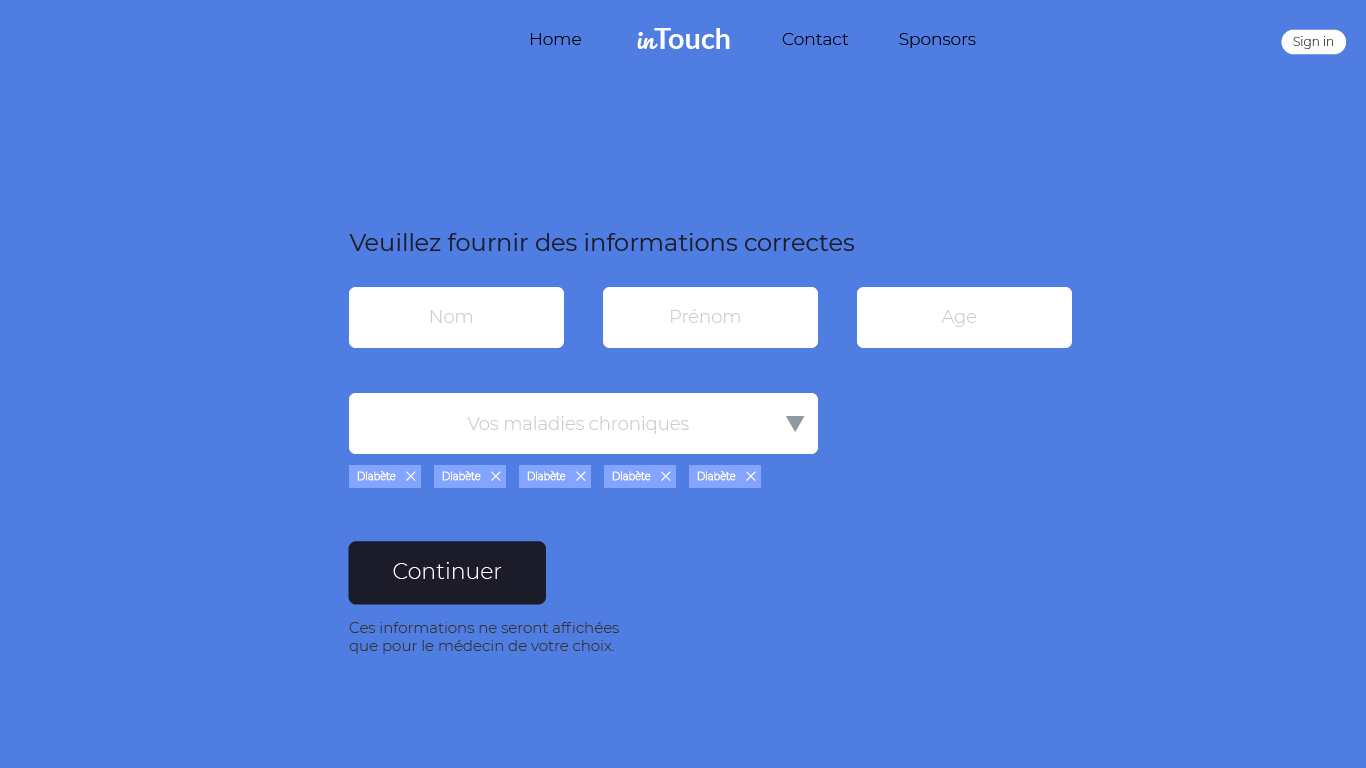 Home inTouch Contact Sponsors Sign in
Veuillez fournir des informations correctes
Nom Prénom Age
Vos maladies chroniques
Diabète Diabète Diabète Diabète Diabète
Continuer
Ces informations ne seront affichées
que pour le médecin de votre choix.